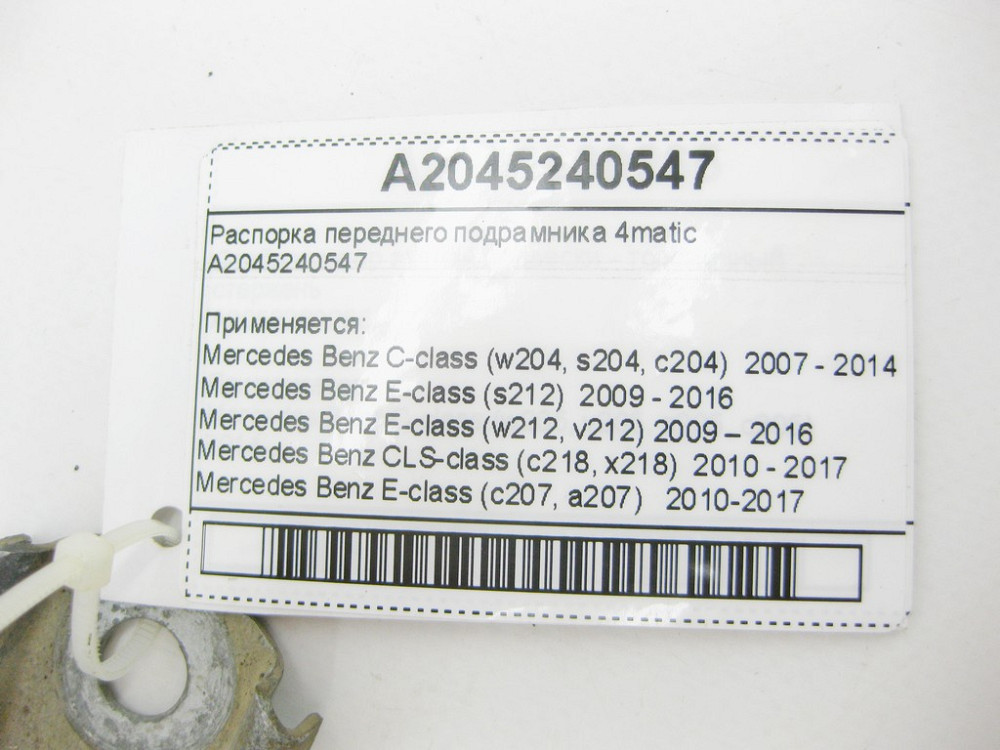 A2045240547
Распорка переднего подрамника 4matic
A2045240547
Применяется:
Mercedes Benz C-class (w204, s204, c204) 2007 - 2014
Mercedes Benz E-class (s212) 2009 - 2016
Mercedes Benz E-class (w212, v212) 2009 – 2016
Mercedes Benz CLS-class (c218, x218) 2010 - 2017
Mercedes Benz E-class (c207, a207) 2010-2017